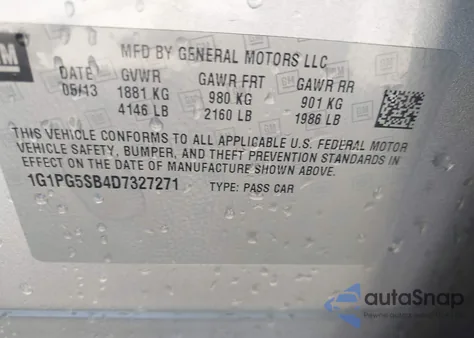 GM
MFD BY GENERAL MOTORS LLC
DATE GVWR GAWR FRT GAWR RR
05/13 1881 KG 980 KG 901 KG
4146 LB 2160 LB 1986 LB
THIS VEHICLE CONFORMS TO ALL APPLICABLE U.S. FEDERAL MOTOR
VEHICLE SAFETY, BUMPER, AND THEFT PREVENTION STANDARDS IN
EFFECT ON THE DATE OF MANUFACTURE SHOWN ABOVE.
1G1PG5SB4D7327271 TYPE: PASS CAR
autoSnap